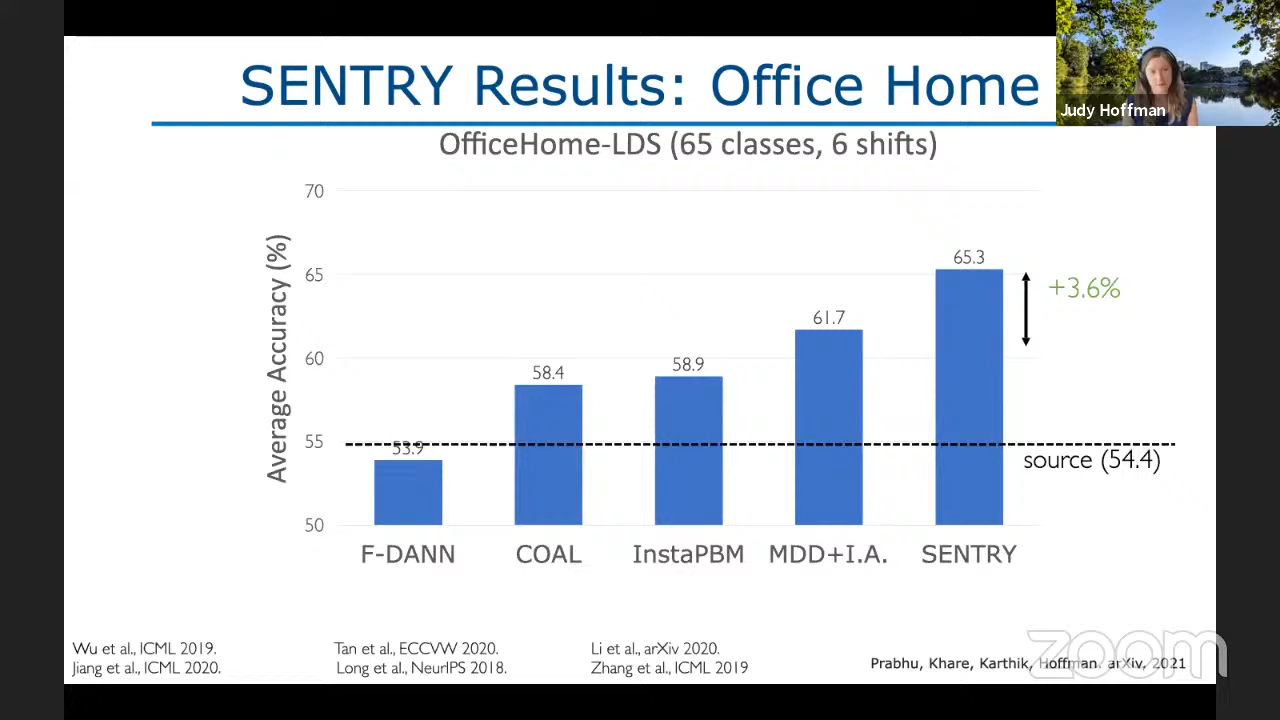 SENTRY Results: Office Home
Judy Hoffman
OfficeHome-LDS (65 classes, 6 shifts)
Average Accuracy (%)
70
65
60
55
50
53.9
58.4
58.9
61.7
65.3
+3.6%
source (54.4)
F-DANN COAL InstaPBM MDD+I.A. SENTRY
Wu et al., ICML 2019. Tan et al., ECCVW 2020. Li et al., arXiv 2020.
Jiang et al., ICML 2020. Long et al., NeurIPS 2018. Zhang et al., ICML 2019
Prabhu, Khare, Karthik, Hoffman. arXiv, 2021
zoom